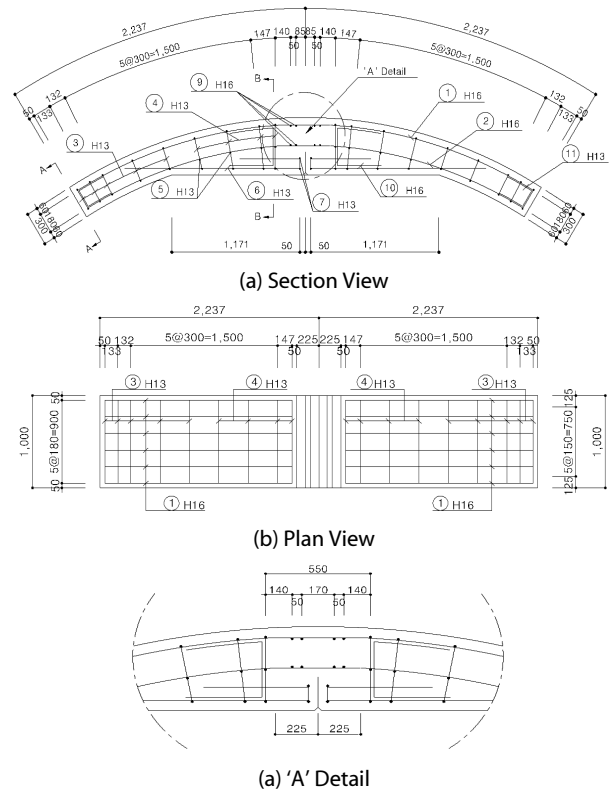 2,237 2,237
147 140 85 85 140 147
50 50
5@300=1,500 5@300=1,500
132 132
50 133 133 50
'A' Detail
B
9 H16
1 H16
4 H13
2 H16
3 H13
11 H13
A
5 H13
6 H13
10 H16
7 H13
B
A
60 180 60
300
60 180 60
300
1,171 50 50 1,171
(a) Section View
2,237 2,237
50 132 5@300=1,500 147 225 225 147 5@300=1,500 132 50
133 50 50 133
3 H13 4 H13 4 H13 3 H13
1,000
50
5@180=900
50
125
5@150=750
125
1,000
1 H16 1 H16
(b) Plan View
550
140 170 140
50 50
225 225
(a) 'A' Detail